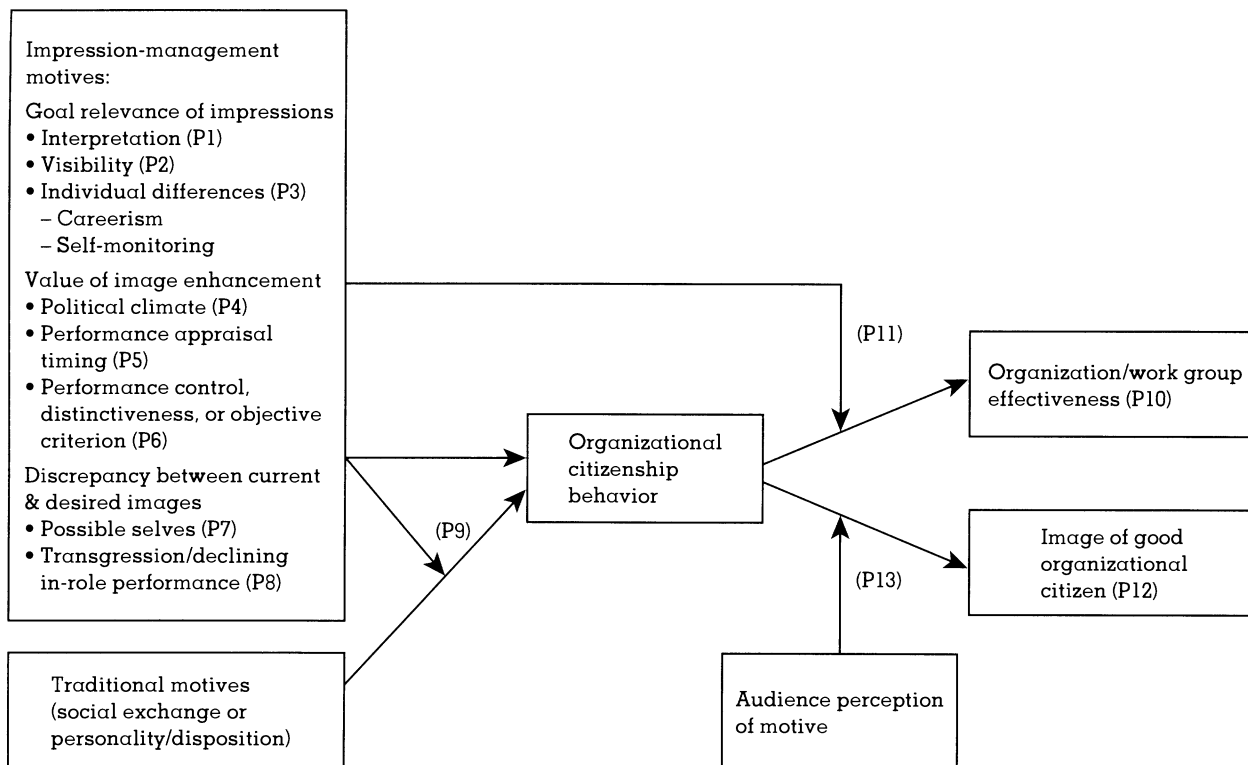 Impression-management
motives:
Goal relevance of impressions
• Interpretation (P1)
• Visibility (P2)
• Individual differences (P3)
– Careerism
– Self-monitoring
Value of image enhancement
• Political climate (P4)
• Performance appraisal
timing (P5)
• Performance control,
distinctiveness, or objective
criterion (P6)
Discrepancy between current
& desired images
• Possible selves (P7)
• Transgression/declining
in-role performance (P8)
Traditional motives
(social exchange or
personality/disposition)
(P9)
Organizational
citizenship
behavior
(P11)
(P13)
Organization/work group
effectiveness (P10)
Image of good
organizational
citizen (P12)
Audience perception
of motive